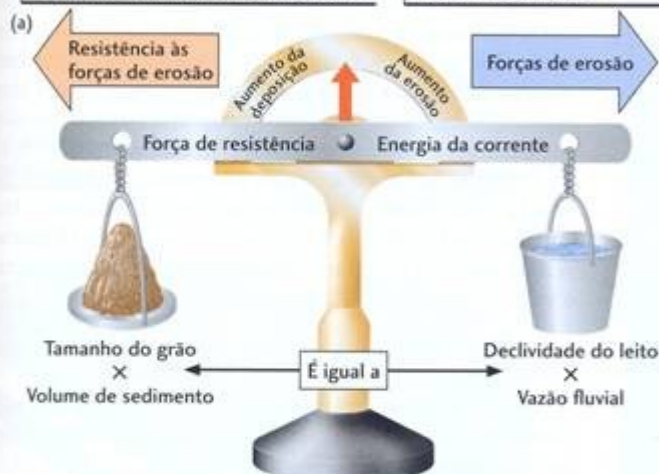 (a)
Resistência às
forças de erosão
Aumento da
deposição
Aumento
da erosão
Forças de erosão
Força de resistência
Energia da corrente
Tamanho do grão
×
Volume de sedimento
É igual a
Declividade do leito
×
Vazão fluvial